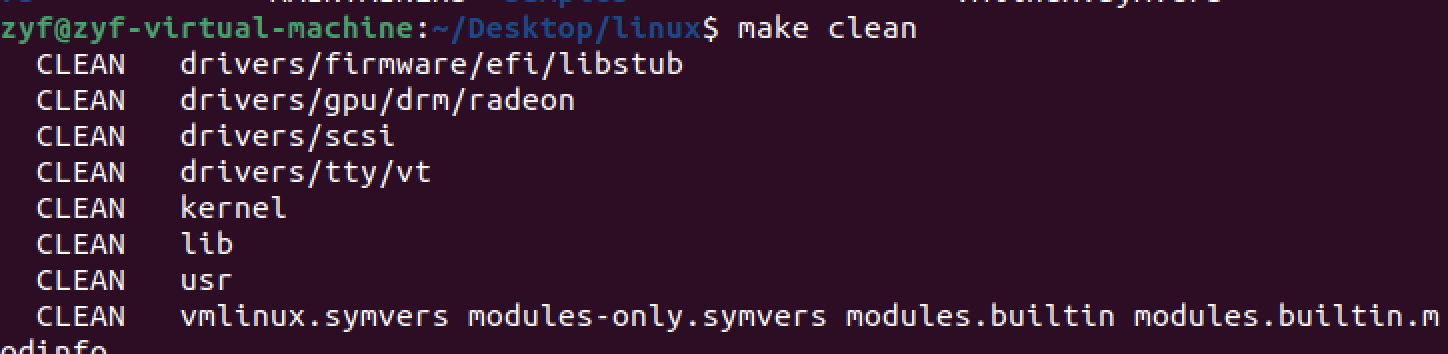 zyf@zyf-virtual-machine:~/Desktop/linux$ make clean
  CLEAN   drivers/firmware/efi/libstub
  CLEAN   drivers/gpu/drm/radeon
  CLEAN   drivers/scsi
  CLEAN   drivers/tty/vt
  CLEAN   kernel
  CLEAN   lib
  CLEAN   usr
  CLEAN   vmlinux.symvers modules-only.symvers modules.builtin modules.builtin.m
odinfo